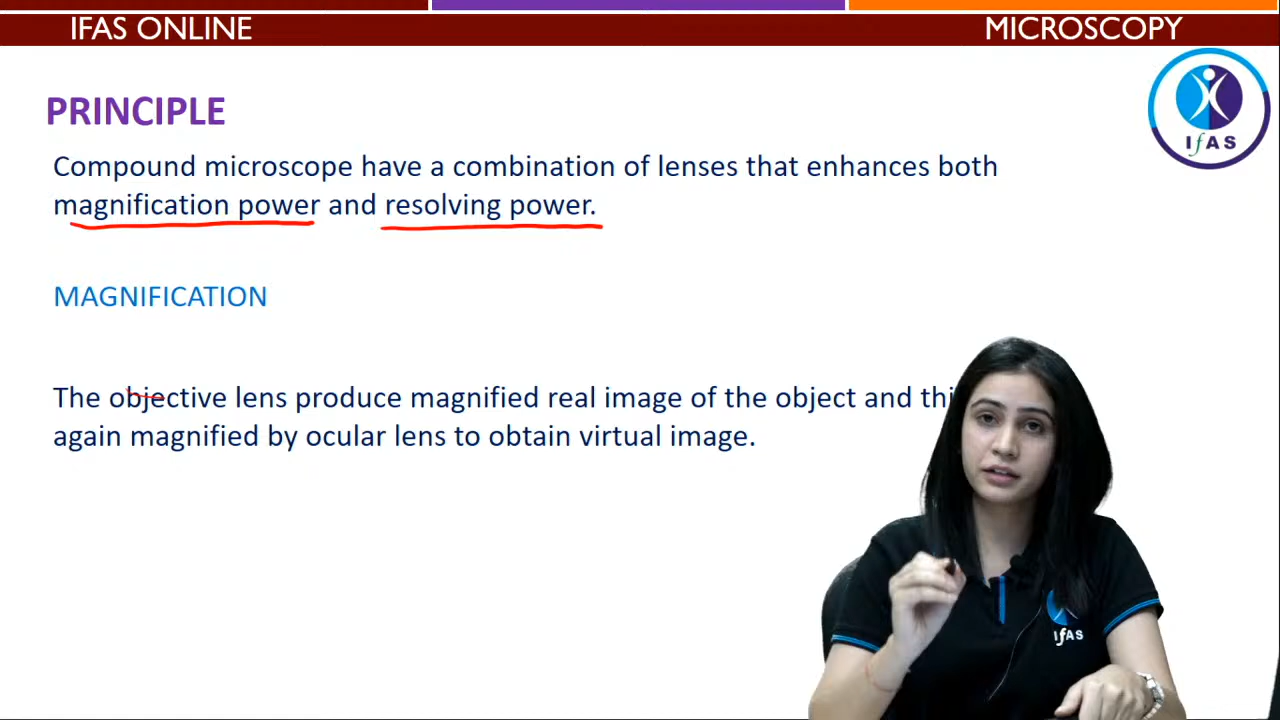 IFAS ONLINE
MICROSCOPY
IfAS
PRINCIPLE
Compound microscope have a combination of lenses that enhances both
magnification power and resolving power.
MAGNIFICATION
The objective lens produce magnified real image of the object and
again magnified by ocular lens to obtain virtual image.
IfAS